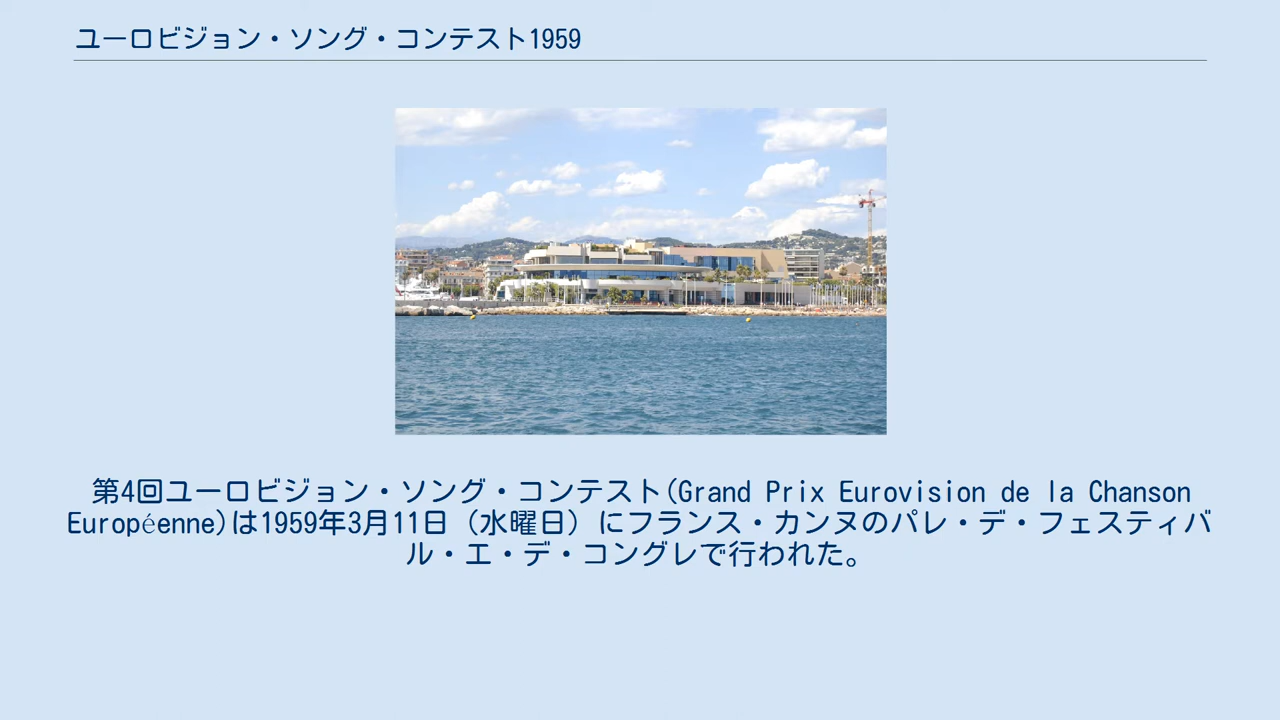 ユーロビジョン・ソング・コンテスト1959
第4回ユーロビジョン・ソング・コンテスト(Grand Prix Eurovision de la Chanson
Européenne)は1959年3月11日（水曜日）にフランス・カンヌのパレ・デ・フェスティバ
ル・エ・デ・コングレで行われた。